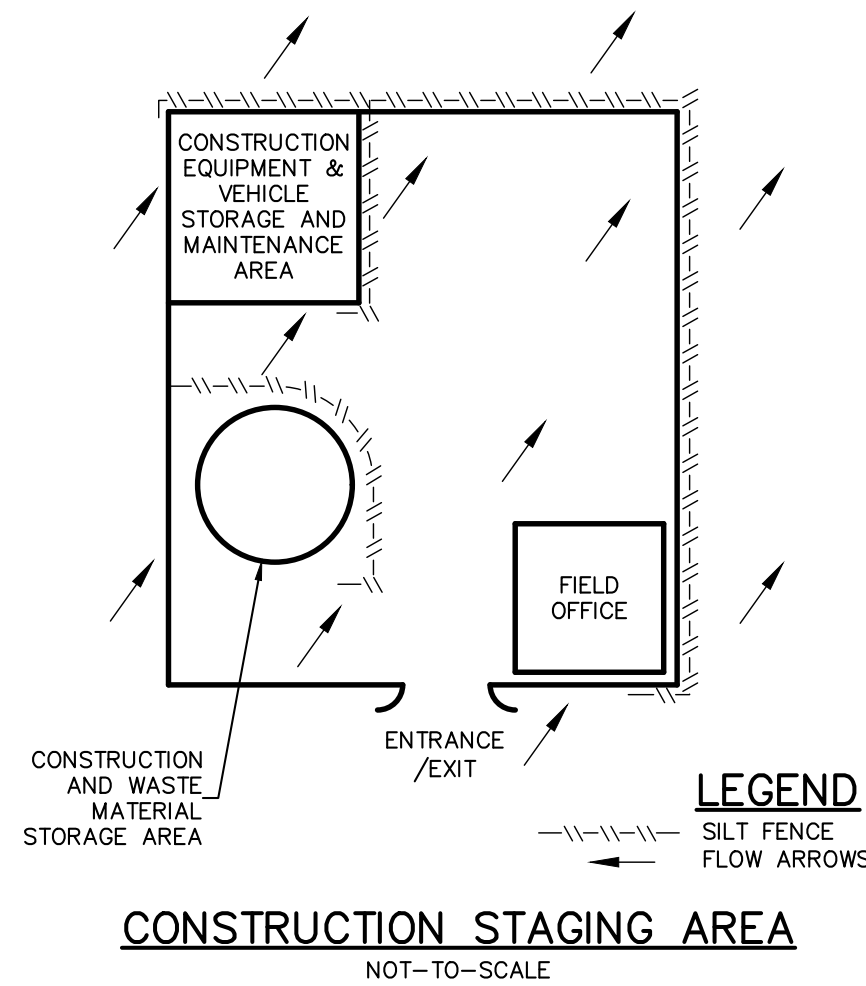 CONSTRUCTION
EQUIPMENT &
VEHICLE
STORAGE AND
MAINTENANCE
AREA
FIELD
OFFICE
ENTRANCE
/EXIT
CONSTRUCTION
AND WASTE
MATERIAL
STORAGE AREA
LEGEND
SILT FENCE
FLOW ARROWS
CONSTRUCTION STAGING AREA
NOT-TO-SCALE